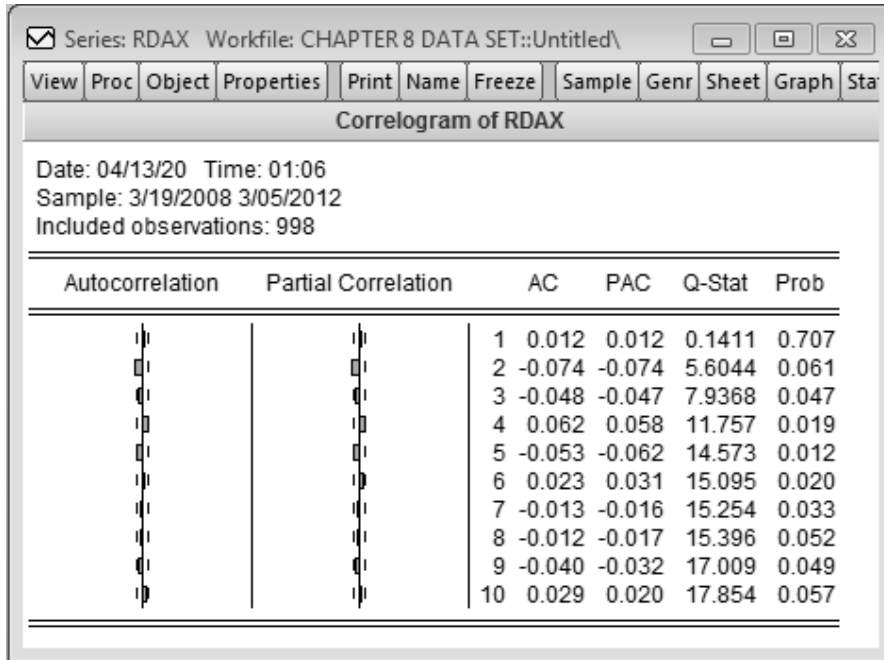 Series: RDAX Workfile: CHAPTER 8 DATA SET::Untitled\
View Proc Object Properties Print Name Freeze Sample Genr Sheet Graph Sta
Correlogram of RDAX
Date: 04/13/20 Time: 01:06
Sample: 3/19/2008 3/05/2012
Included observations: 998
Autocorrelation Partial Correlation AC PAC Q-Stat Prob
1 0.012 0.012 0.1411 0.707
2 -0.074 -0.074 5.6044 0.061
3 -0.048 -0.047 7.9368 0.047
4 0.062 0.058 11.757 0.019
5 -0.053 -0.062 14.573 0.012
6 0.023 0.031 15.095 0.020
7 -0.013 -0.016 15.254 0.033
8 -0.012 -0.017 15.396 0.052
9 -0.040 -0.032 17.009 0.049
10 0.029 0.020 17.854 0.057